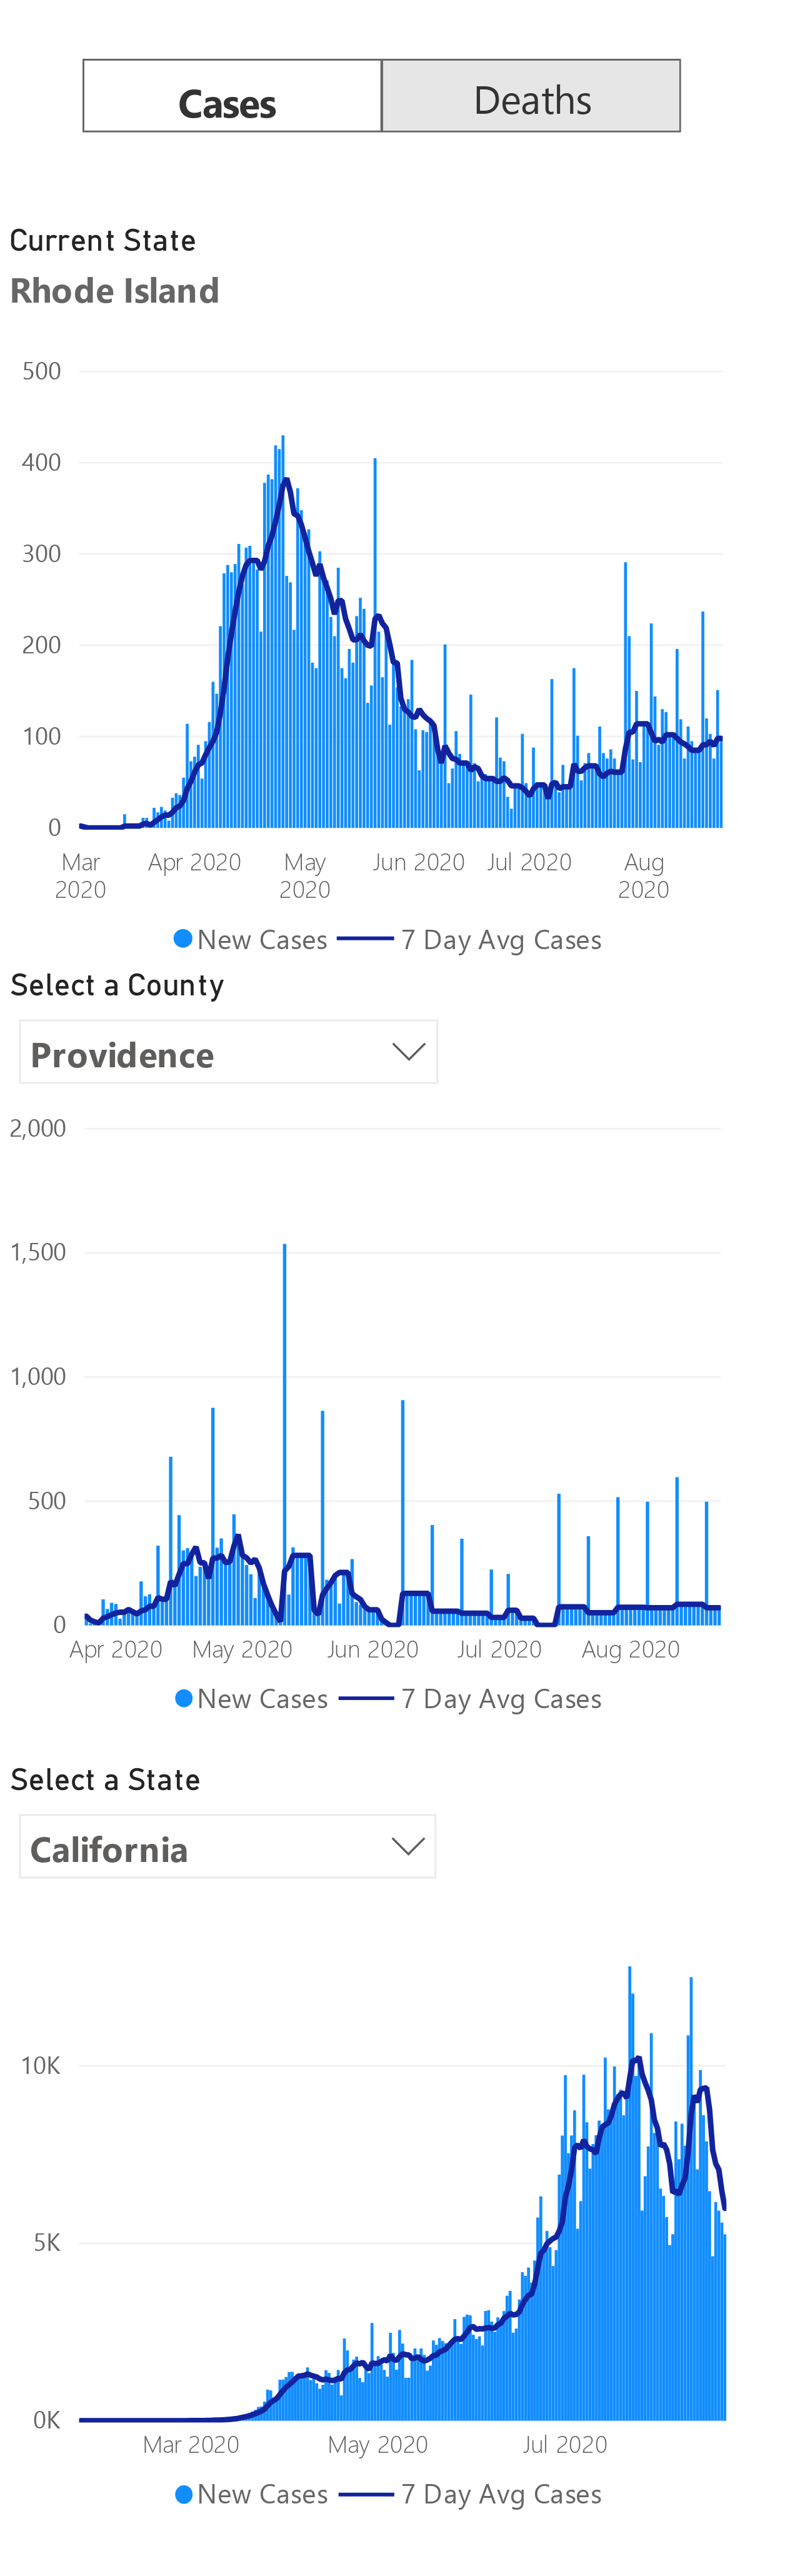 Cases Deaths
Current State
Rhode Island
500
400
300
200
100
0
Mar Apr 2020 May Jun 2020 Jul 2020 Aug
2020 2020 2020
New Cases 7 Day Avg Cases
Select a County
Providence
2,000
1,500
1,000
500
0
Apr 2020 May 2020 Jun 2020 Jul 2020 Aug 2020
New Cases 7 Day Avg Cases
Select a State
California
10K
5K
0K
Mar 2020 May 2020 Jul 2020
New Cases 7 Day Avg Cases